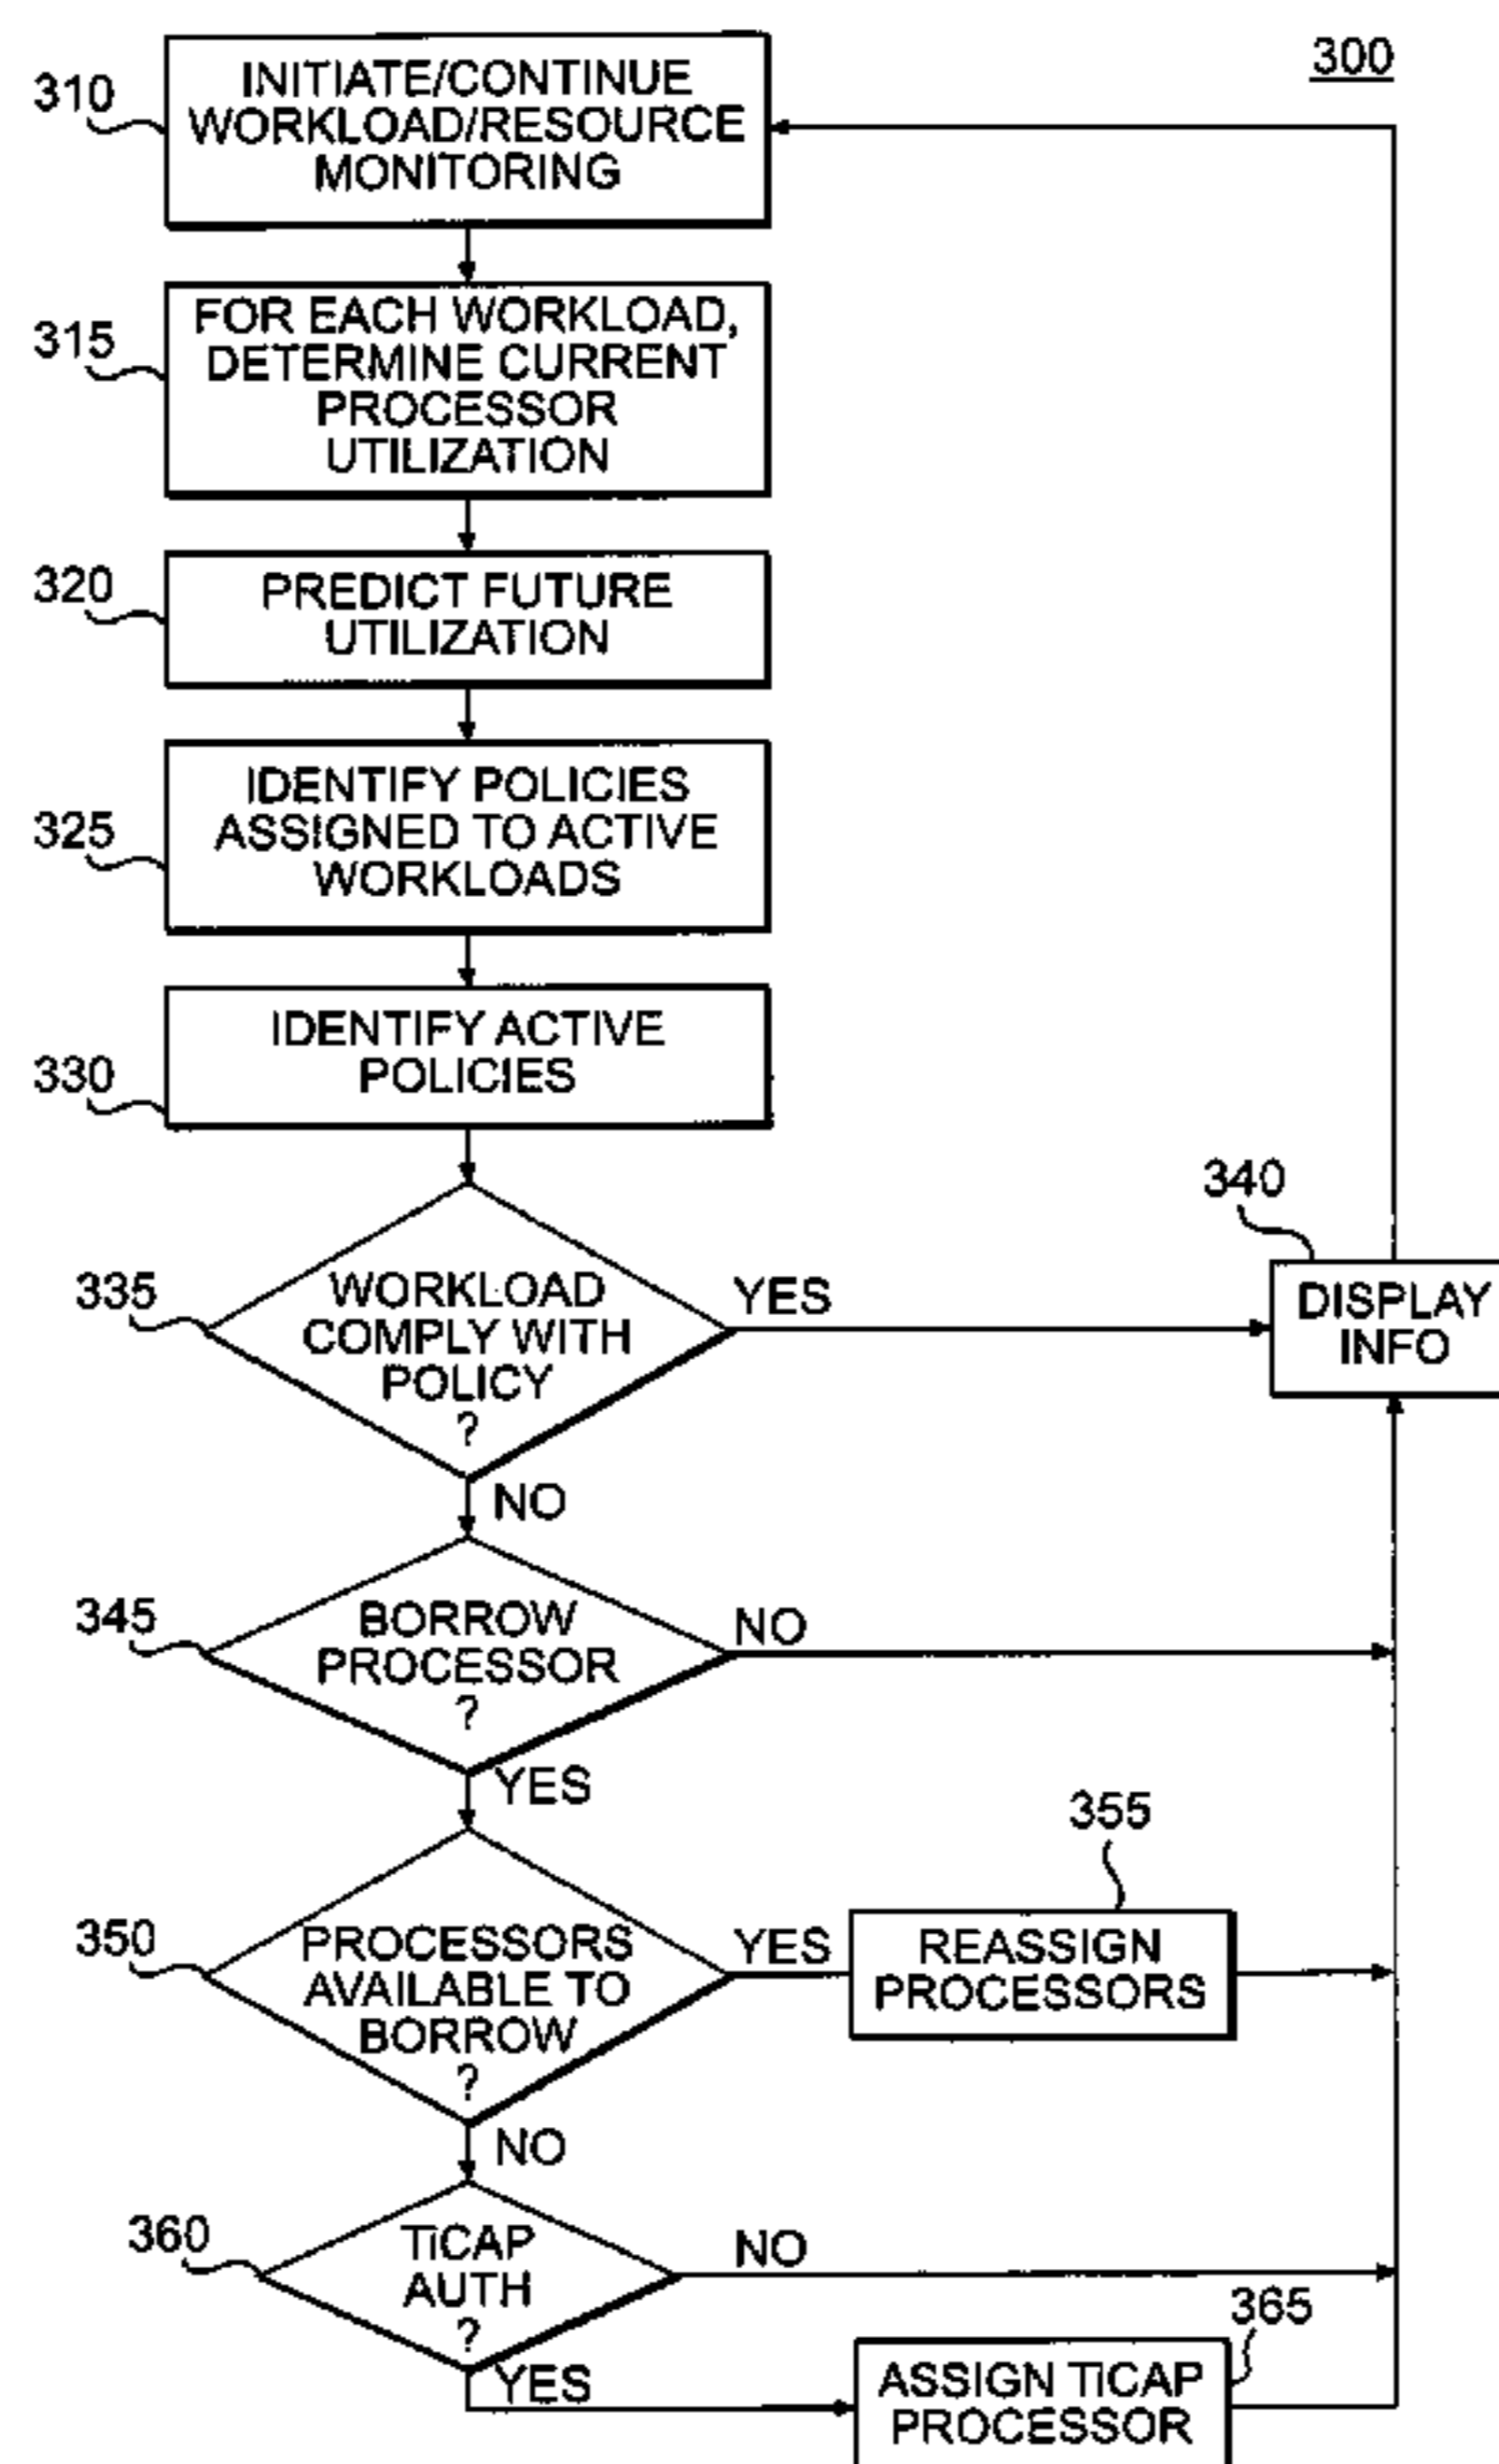 300
310
INITIATE/CONTINUE
WORKLOAD/RESOURCE
MONITORING
315
FOR EACH WORKLOAD,
DETERMINE CURRENT
PROCESSOR
UTILIZATION
320
PREDICT FUTURE
UTILIZATION
325
IDENTIFY POLICIES
ASSIGNED TO ACTIVE
WORKLOADS
330
IDENTIFY ACTIVE
POLICIES
335
WORKLOAD
COMPLY WITH
POLICY
?
YES
340
DISPLAY
INFO
NO
345
BORROW
PROCESSOR
?
NO
YES
350
PROCESSORS
AVAILABLE TO
BORROW
?
YES
355
REASSIGN
PROCESSORS
NO
360
TiCAP
AUTH
?
NO
YES
365
ASSIGN TiCAP
PROCESSOR